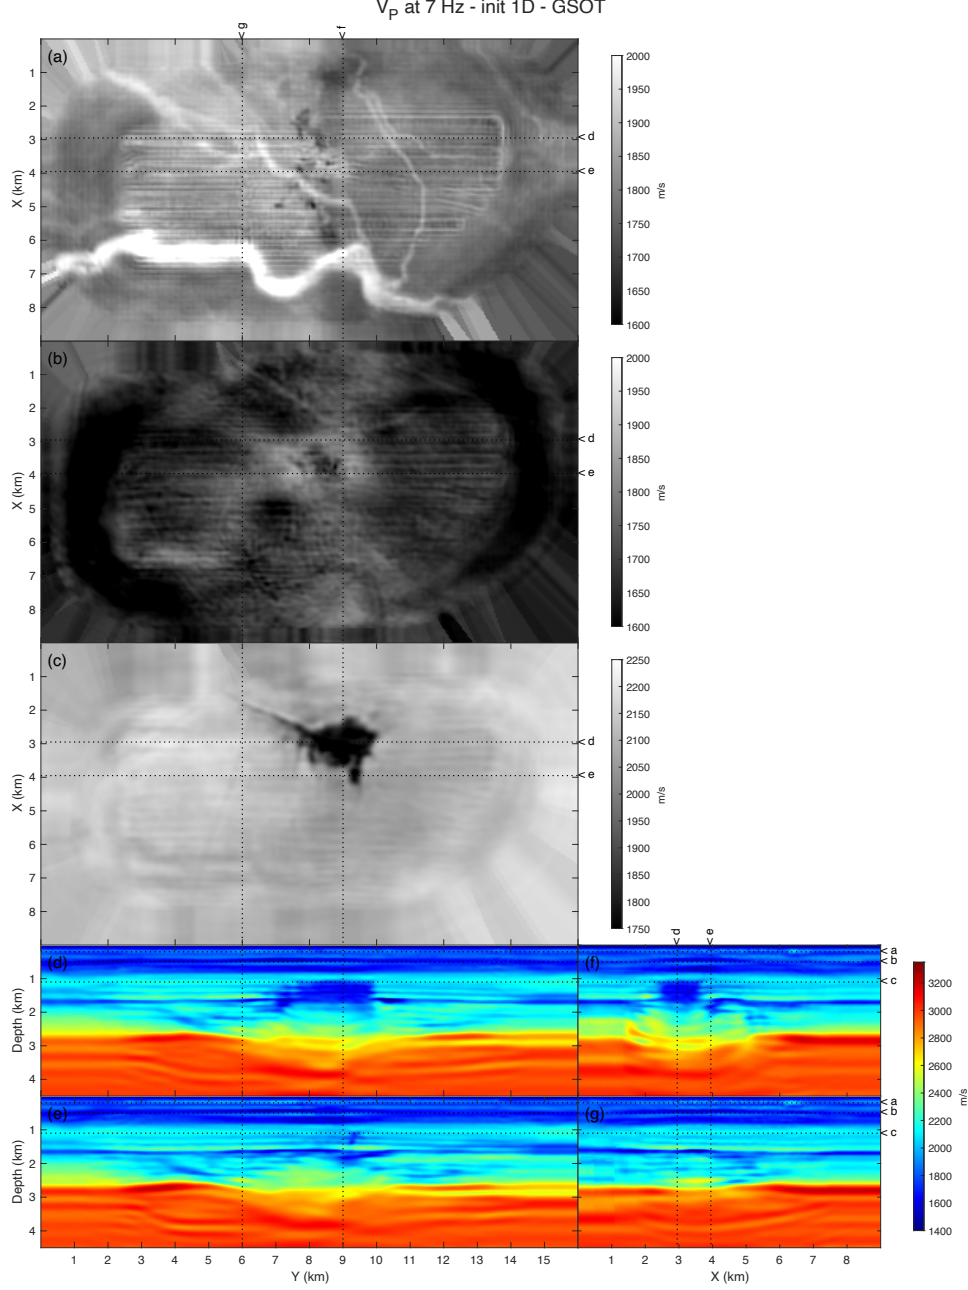 V_P at 7 Hz - init 1D - GSOT
< g
< f
(a)
1
2
3
4
5
6
7
8
X (km)
< d
< e
2000
1950
1900
1850
1800
1750
1700
1650
1600
m/s
(b)
1
2
3
4
5
6
7
8
X (km)
< d
< e
2000
1950
1900
1850
1800
1750
1700
1650
1600
m/s
(c)
1
2
3
4
5
6
7
8
X (km)
< d
< e
2250
2200
2150
2100
2050
2000
1950
1900
1850
1800
1750
m/s
< d
< e
(d)
1
2
3
4
Depth (km)
(f)
< a
< b
< c
(e)
1
2
3
4
Depth (km)
(g)
< a
< b
< c
3200
3000
2800
2600
2400
2200
2000
1800
1600
1400
m/s
1 2 3 4 5 6 7 8 9 10 11 12 13 14 15
Y (km)
1 2 3 4 5 6 7 8
X (km)